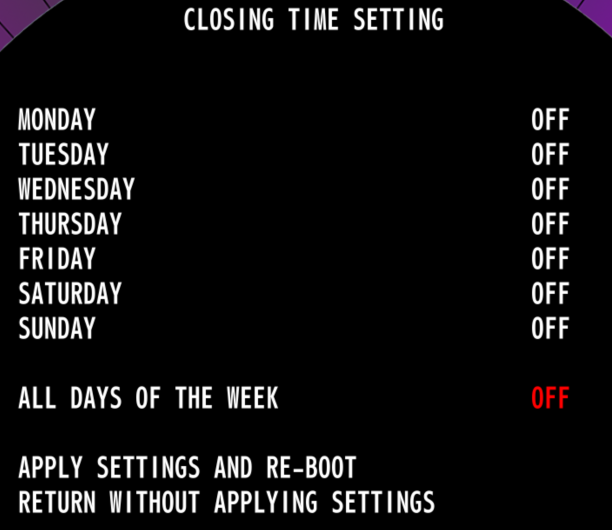 CLOSING TIME SETTING
MONDAY OFF
TUESDAY OFF
WEDNESDAY OFF
THURSDAY OFF
FRIDAY OFF
SATURDAY OFF
SUNDAY OFF
ALL DAYS OF THE WEEK OFF
APPLY SETTINGS AND RE-BOOT
RETURN WITHOUT APPLYING SETTINGS